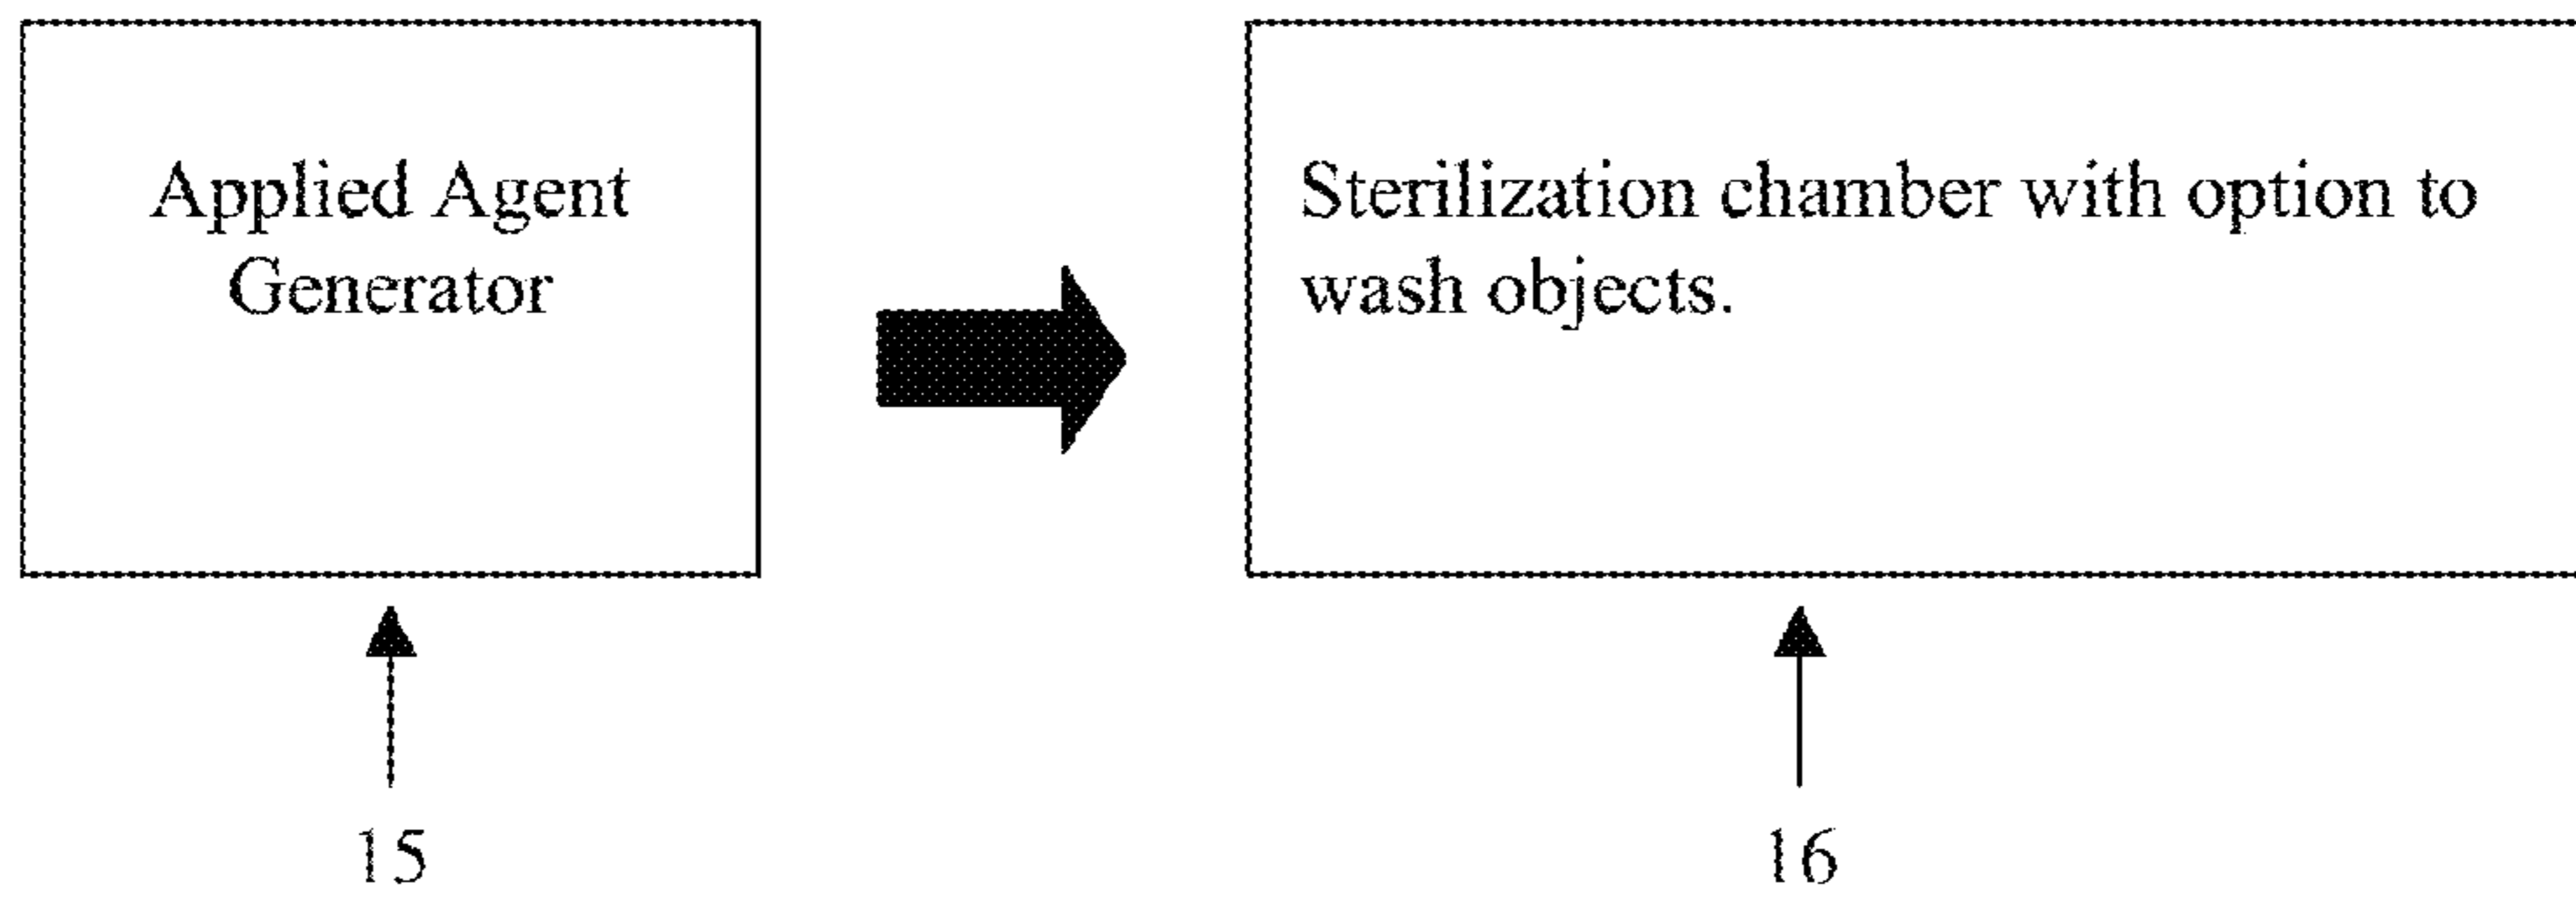 Applied Agent
Generator
Sterilization chamber with option to
wash objects.
15
16